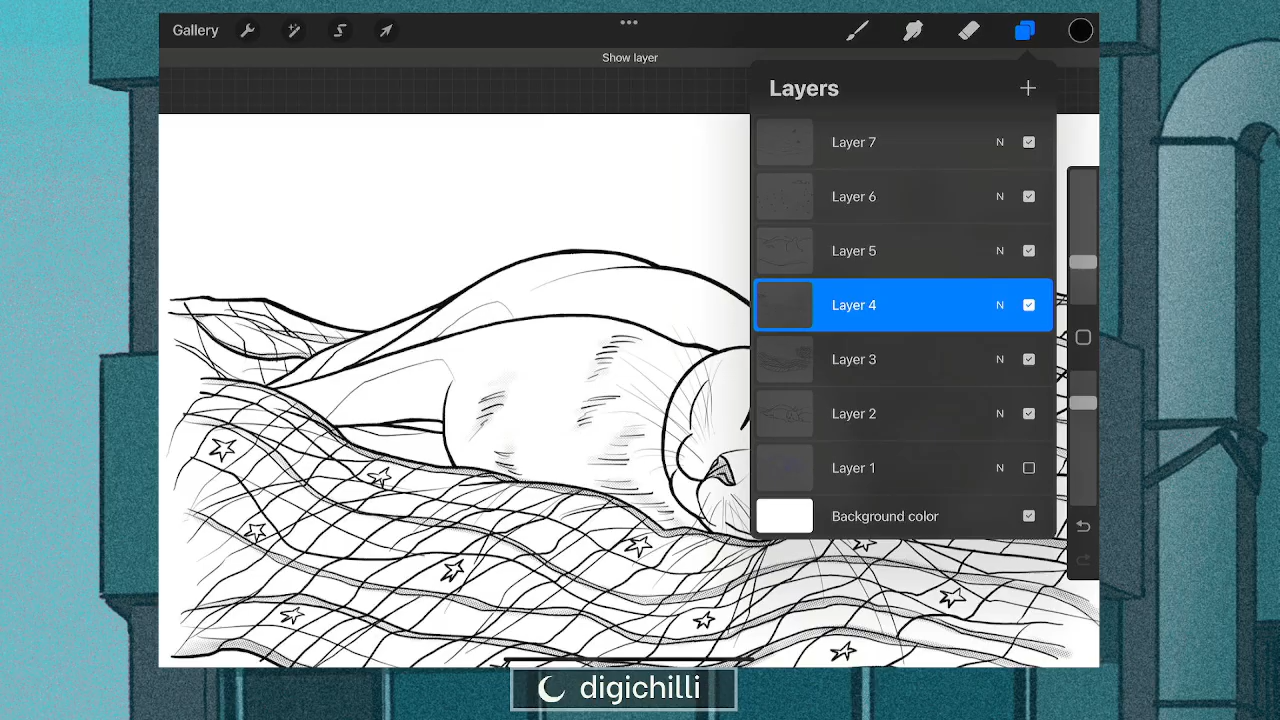 Gallery
Show layer
Layers
Layer 7 N
Layer 6 N
Layer 5 N
Layer 4 N
Layer 3 N
Layer 2 N
Layer 1 N
Background color
digichilli